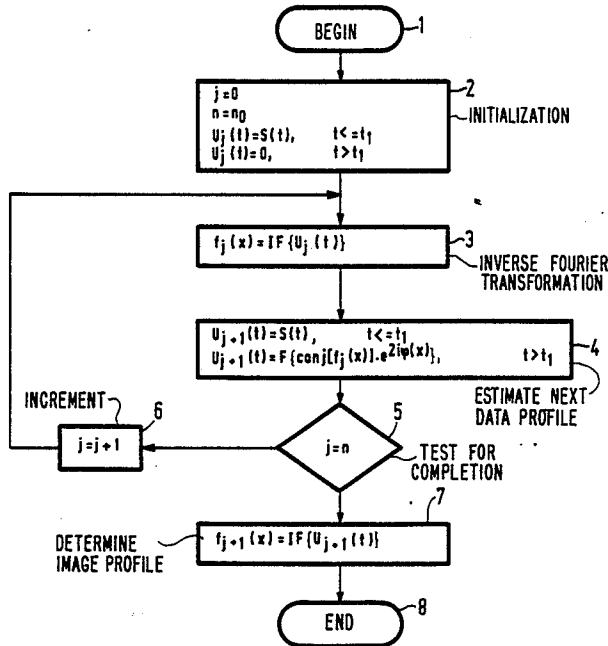 BEGIN
1
2
j=0
n=n0
Uj(t)=S(t), t<=t1
Uj(t)=0, t>t1
INITIALIZATION
fj(x)=IF{Uj(t)}
3
INVERSE FOURIER
TRANSFORMATION
Uj+1(t)=S(t), t<=t1
Uj+1(t)=F{conj[fj(x)].e2iφ(x)}, t>t1
4
ESTIMATE NEXT
DATA PROFILE
INCREMENT
6
j=j+1
5
j=n
TEST FOR
COMPLETION
7
DETERMINE
IMAGE PROFILE
fj+1(x)=IF{Uj+1(t)}
END
8